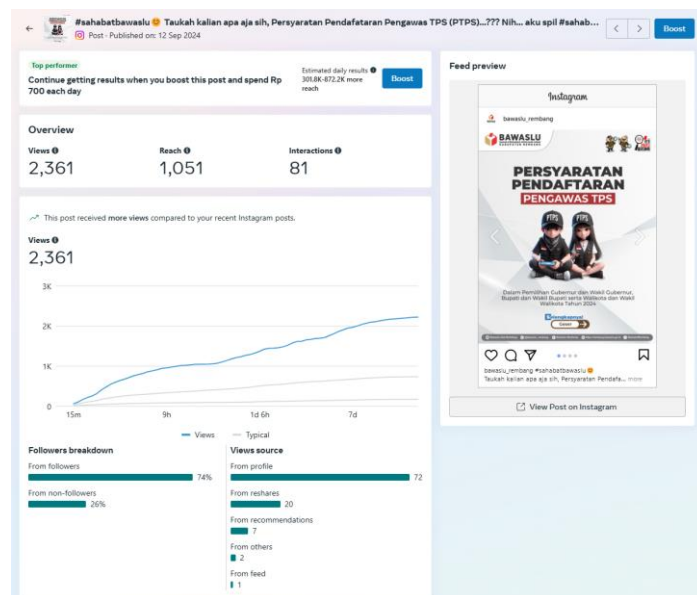 #sahabatbawaslu😊 Taukah kalian apa aja sih, Persyaratan Pendafataran Pengawas TPS (PTPS)...??? Nih... aku spil #sahab...
Post · Published on: 12 Sep 2024
Boost
Top performer
Continue getting results when you boost this post and spend Rp
700 each day
Estimated daily results
301.8K-872.2K more
reach
Boost
Overview
Views
2,361
Reach
1,051
Interactions
81
This post received more views compared to your recent Instagram posts.
Views
2,361
3K
2K
1K
0
15m 9h 1d 6h 7d
Views Typical
Followers breakdown
From followers
74%
From non-followers
26%
Views source
From profile
72
From reshares
20
From recommendations
7
From others
2
From feed
1
Feed preview
Instagram
bawaslu_rembang
BAWASLU
PERSYARATAN
PENDAFTARAN
PENGAWAS TPS
PTPS PTPS
Dalam Pemilihan Gubernur dan Wakil Gubernur,
Bupati dan Wakil Bupati serta Walikota dan Wakil
Walikota Tahun 2024
bawaslu_rembang #sahabatbawaslu😊
Taukah kalian apa aja sih, Persyaratan Pendafa... more
View Post on Instagram